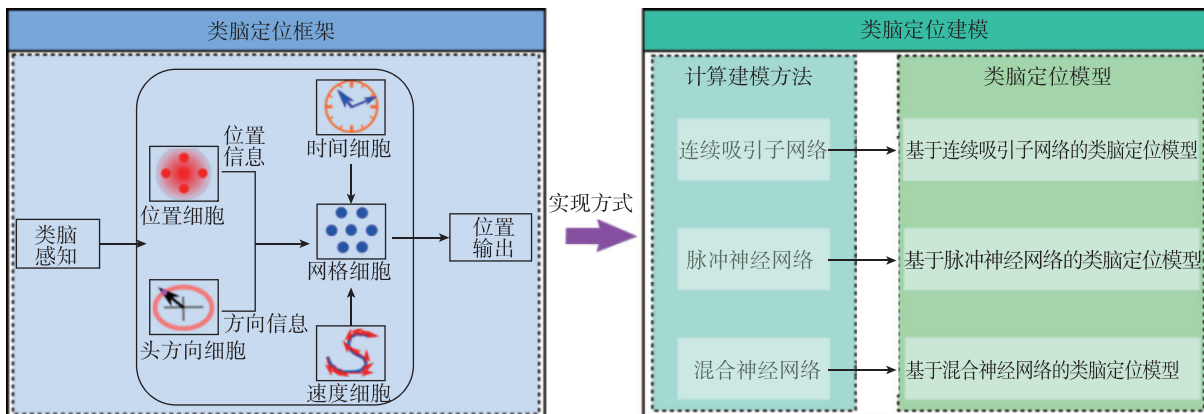 类脑定位框架
类脑
感知
位置
信息
位置细胞
方向信息
头方向细胞
时间细胞
网格细胞
速度细胞
位置
输出
实现方式
类脑定位建模
计算建模方法
类脑定位模型
连续吸引子网络
基于连续吸引子网络的类脑定位模型
脉冲神经网络
基于脉冲神经网络的类脑定位模型
混合神经网络
基于混合神经网络的类脑定位模型